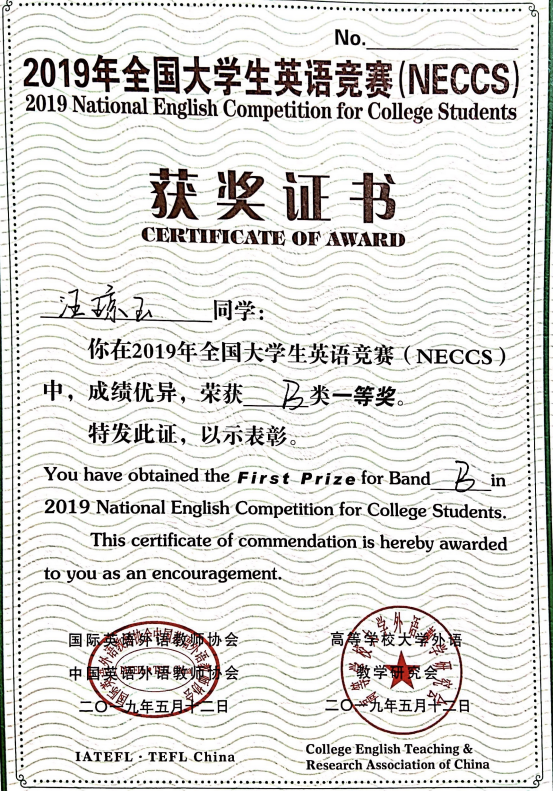 No.
2019年全国大学生英语竞赛(NECCS)
2019 National English Competition for College Students
获奖证书
CERTIFICATE OF AWARD
汪琼玉 同学:
你在2019年全国大学生英语竞赛(NECCS)
中，成绩优异，荣获 B 类一等奖。
特发此证，以示表彰。
You have obtained the First Prize for Band B in
2019 National English Competition for College Students.
This certificate of commendation is hereby awarded
to you as an encouragement.
国际英语外语教师协会
中国英语外语教师协会
二〇一九年五月十二日
IATEFL·TEFL China
高等学校大学外语
教学研究会
二〇一九年五月十二日
College English Teaching &
Research Association of China